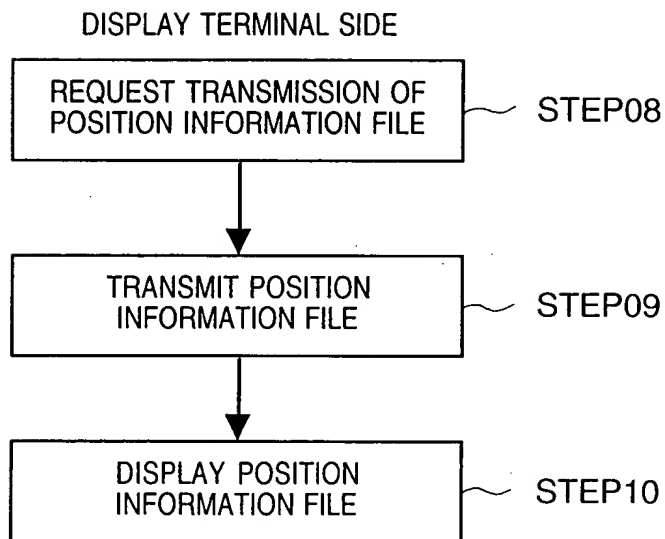 DISPLAY TERMINAL SIDE
REQUEST TRANSMISSION OF
POSITION INFORMATION FILE
STEP08
TRANSMIT POSITION
INFORMATION FILE
STEP09
DISPLAY POSITION
INFORMATION FILE
STEP10